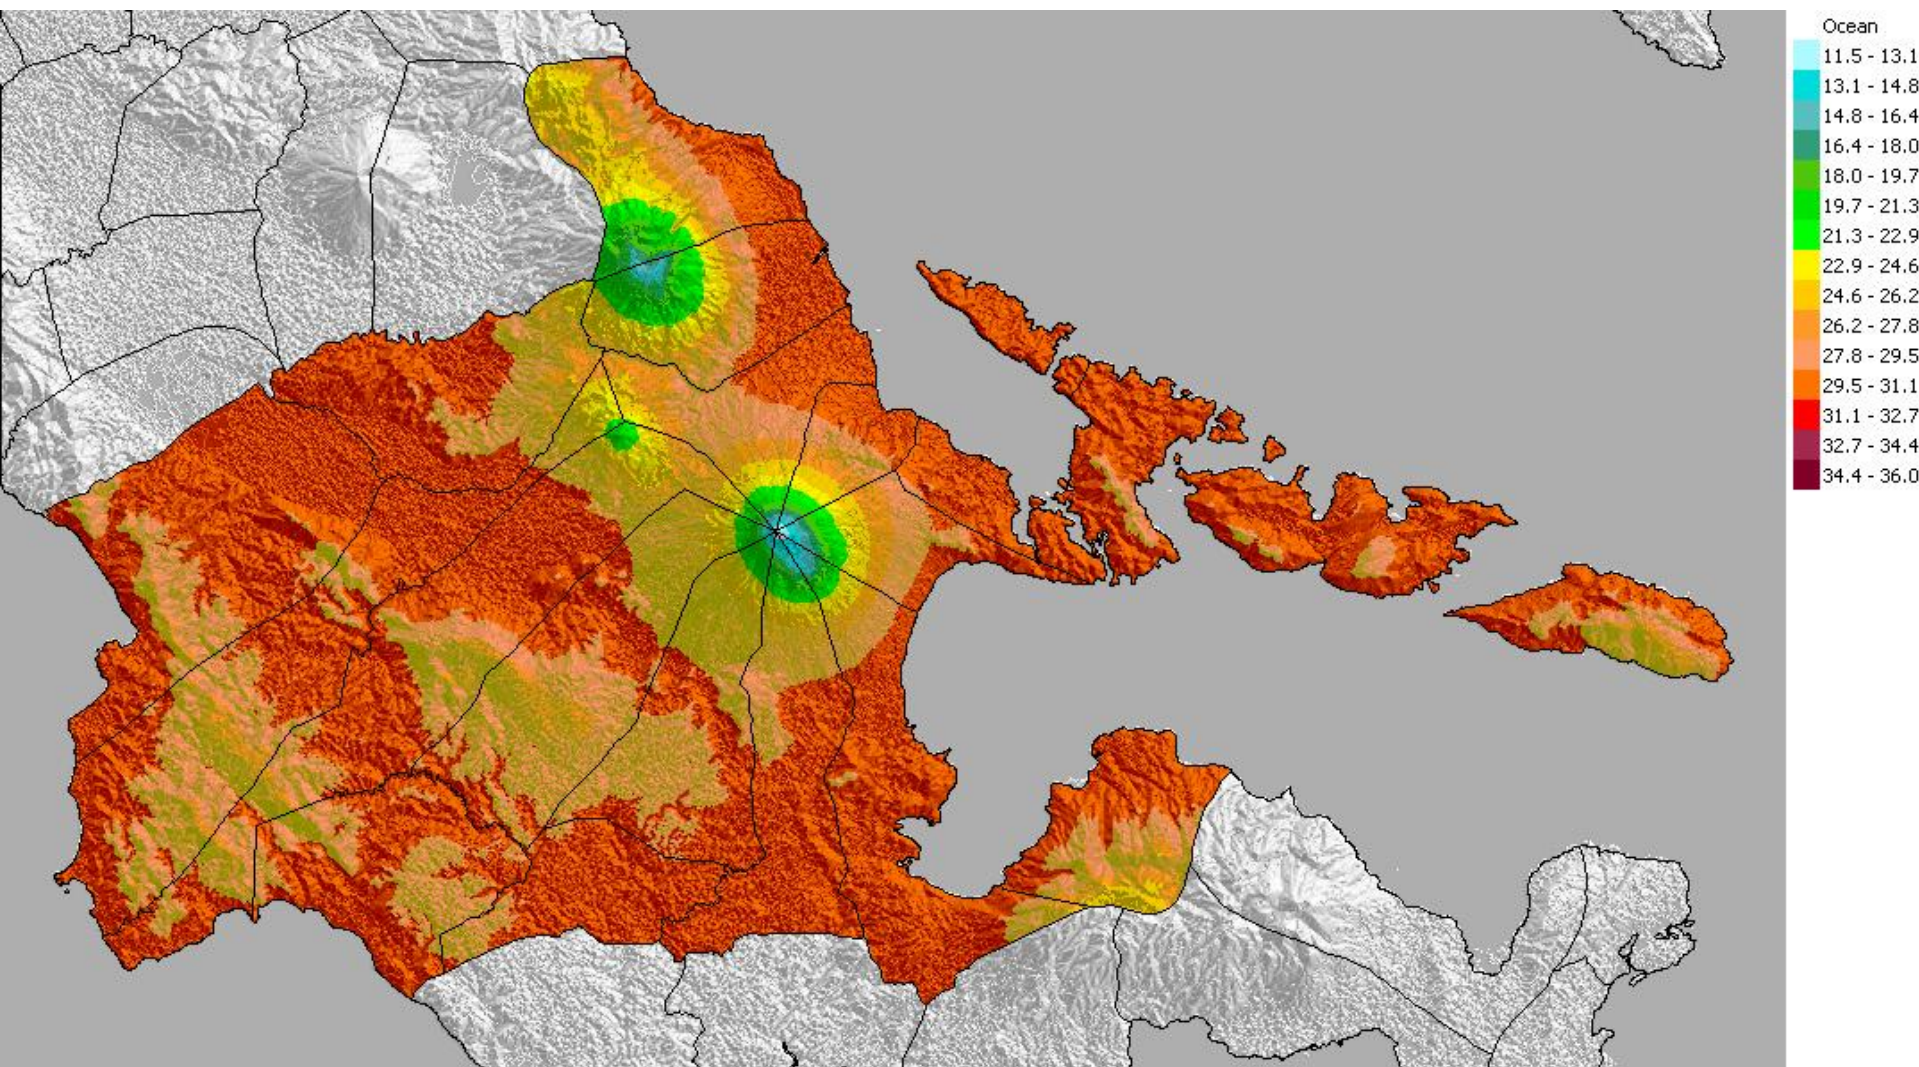 Ocean
11.5 - 13.1
13.1 - 14.8
14.8 - 16.4
16.4 - 18.0
18.0 - 19.7
19.7 - 21.3
21.3 - 22.9
22.9 - 24.6
24.6 - 26.2
26.2 - 27.8
27.8 - 29.5
29.5 - 31.1
31.1 - 32.7
32.7 - 34.4
34.4 - 36.0